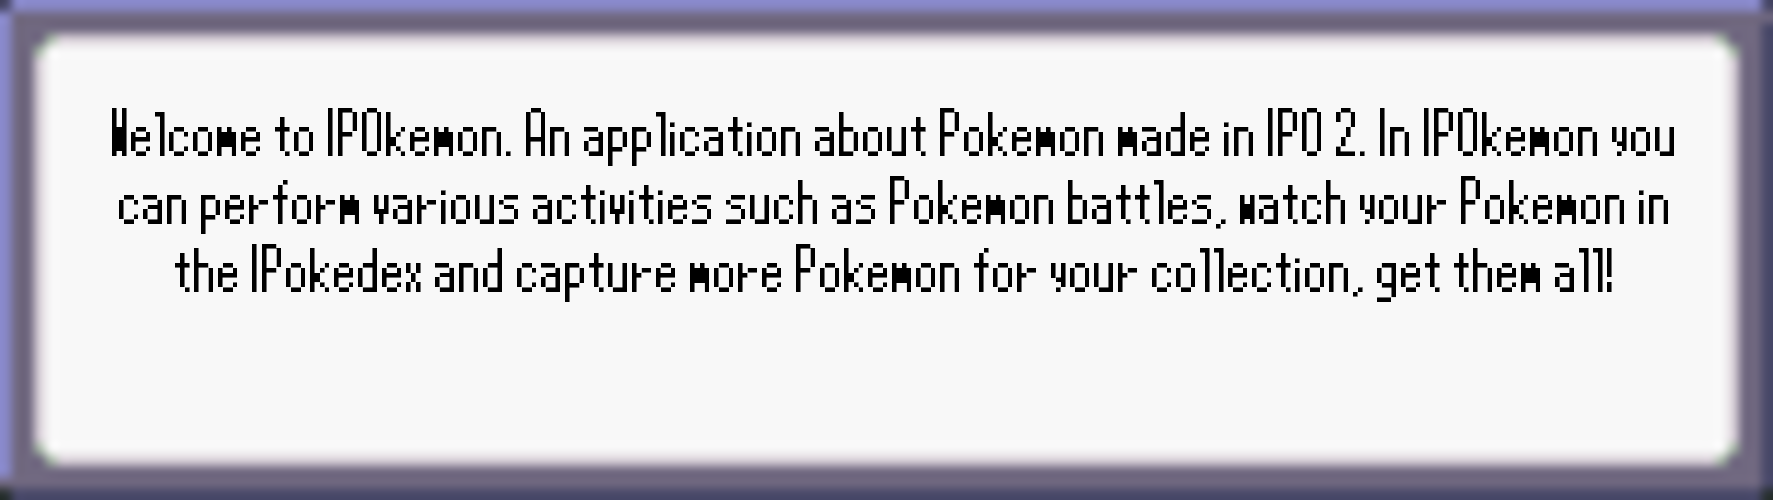 Welcome to IPOkemon. An application about Pokemon made in IPO 2. In IPOkemon you
can perform various activities such as Pokemon battles, watch your Pokemon in
the IPokedex and capture more Pokemon for your collection, get them all!